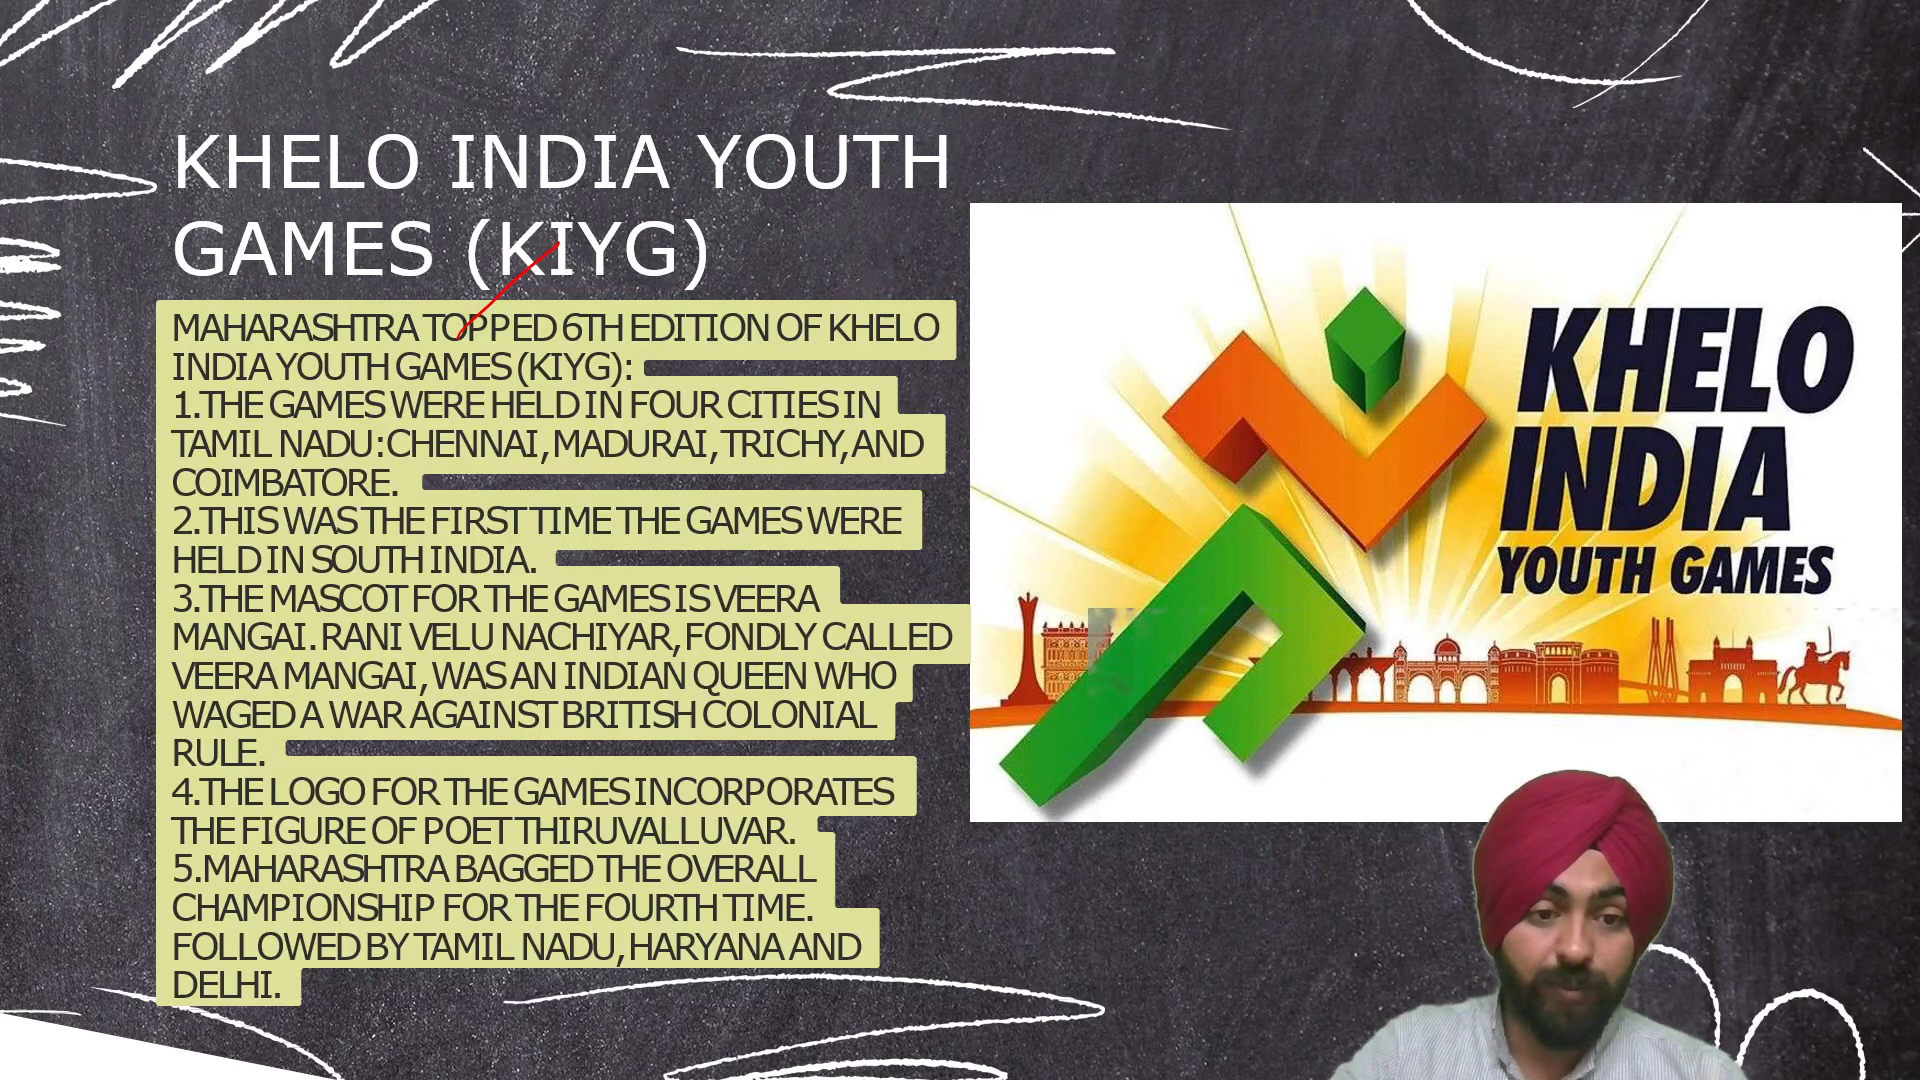 KHELO INDIA YOUTH
GAMES (KIYG)
MAHARASHTRA TOPPED 6TH EDITION OF KHELO
INDIA YOUTH GAMES (KIYG):
1.THE GAMES WERE HELD IN FOUR CITIES IN
TAMIL NADU: CHENNAI, MADURAI, TRICHY, AND
COIMBATORE.
2.THIS WAS THE FIRST TIME THE GAMES WERE
HELD IN SOUTH INDIA.
3.THE MASCOT FOR THE GAMES IS VEERA
MANGAI. RANI VELU NACHIYAR, FONDLY CALLED
VEERA MANGAI, WAS AN INDIAN QUEEN WHO
WAGED A WAR AGAINST BRITISH COLONIAL
RULE.
4.THE LOGO FOR THE GAMES INCORPORATES
THE FIGURE OF POET THIRUVALLUVAR.
5.MAHARASHTRA BAGGED THE OVERALL
CHAMPIONSHIP FOR THE FOURTH TIME.
FOLLOWED BY TAMIL NADU, HARYANA AND
DELHI.
KHELO
INDIA
YOUTH GAMES